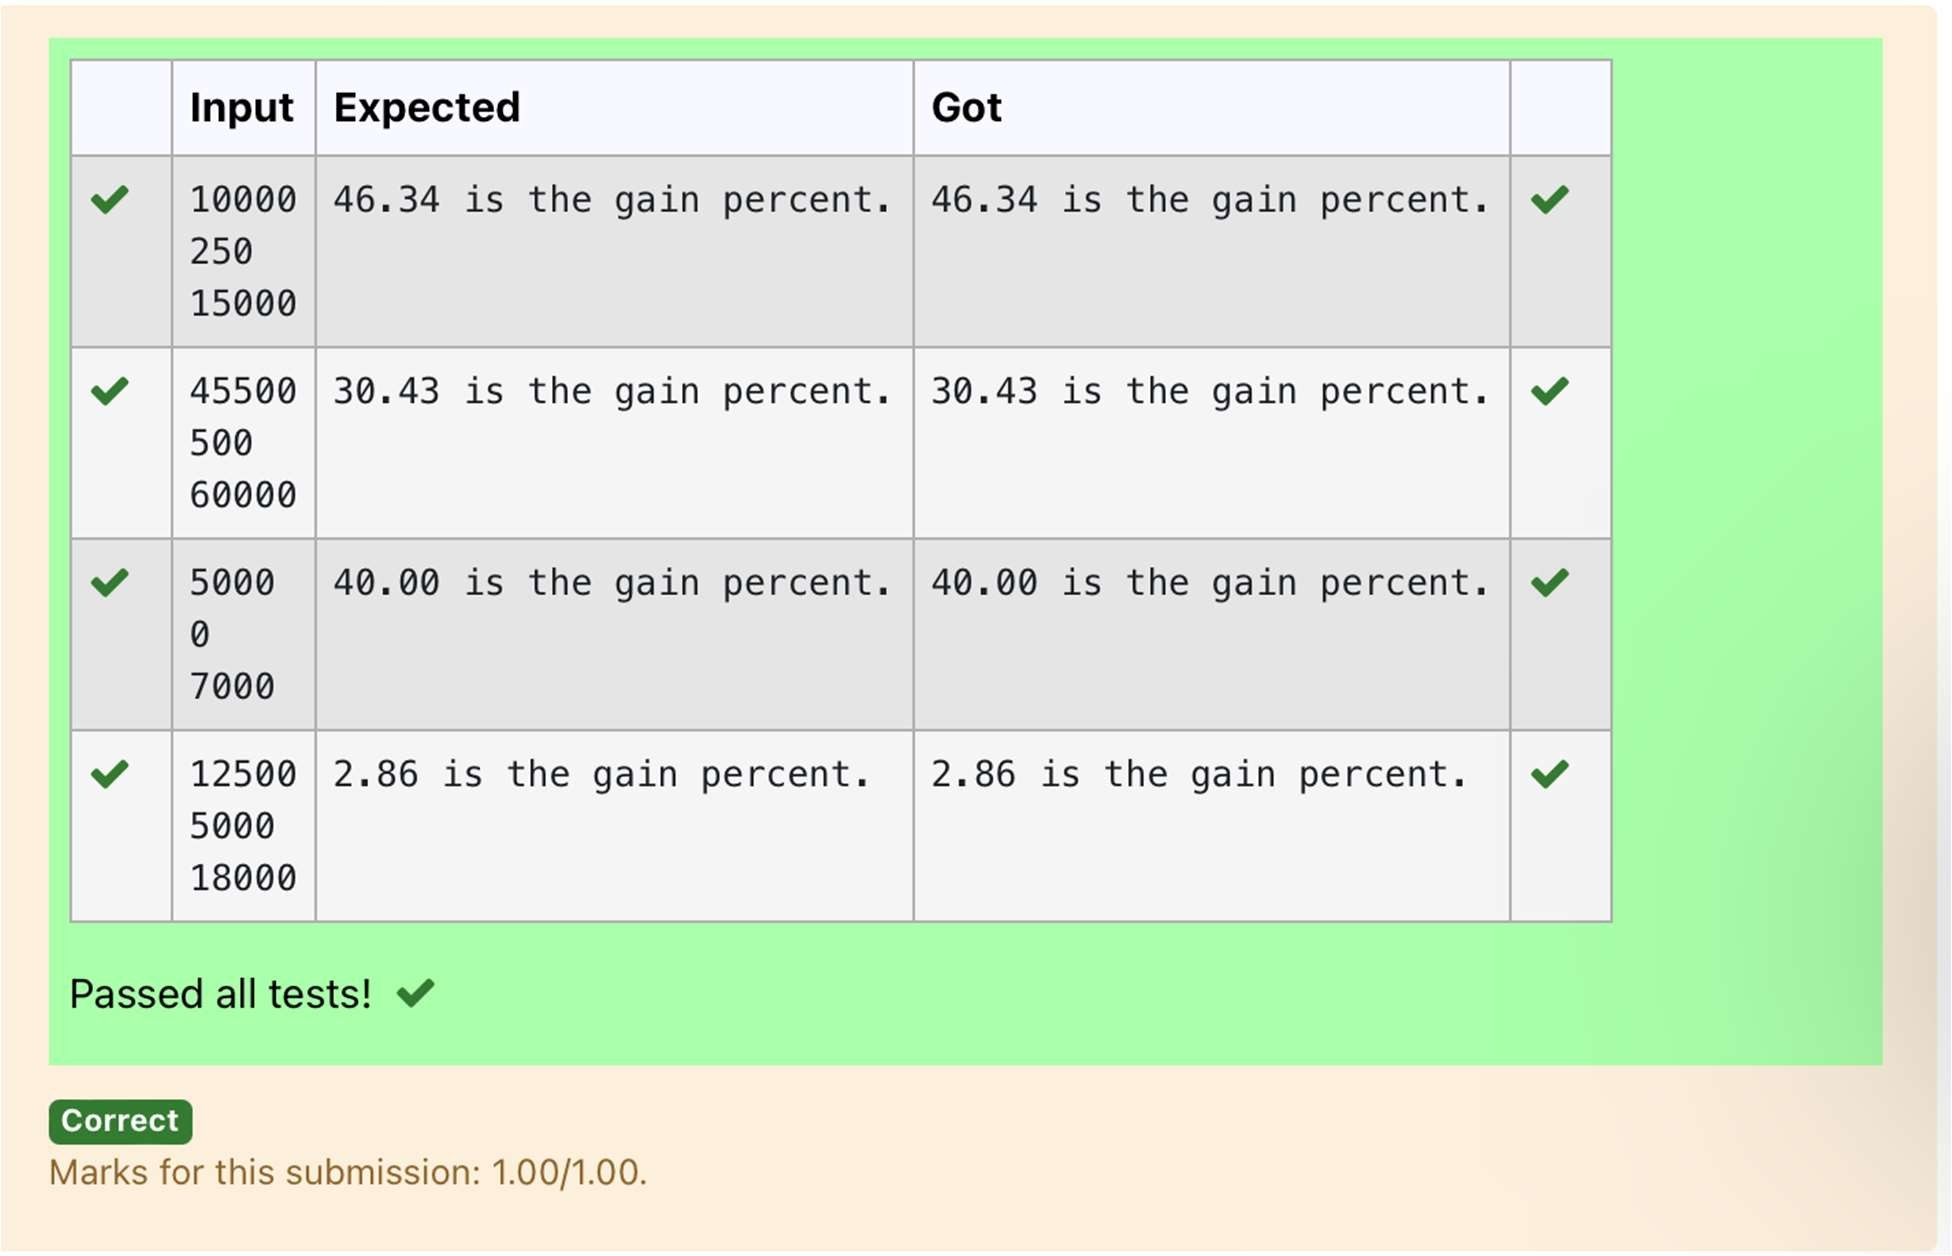 Input Expected Got
10000 46.34 is the gain percent. 46.34 is the gain percent.
250
15000
45500 30.43 is the gain percent. 30.43 is the gain percent.
500
60000
5000 40.00 is the gain percent. 40.00 is the gain percent.
0
7000
12500 2.86 is the gain percent. 2.86 is the gain percent.
5000
18000
Passed all tests!
Correct
Marks for this submission: 1.00/1.00.